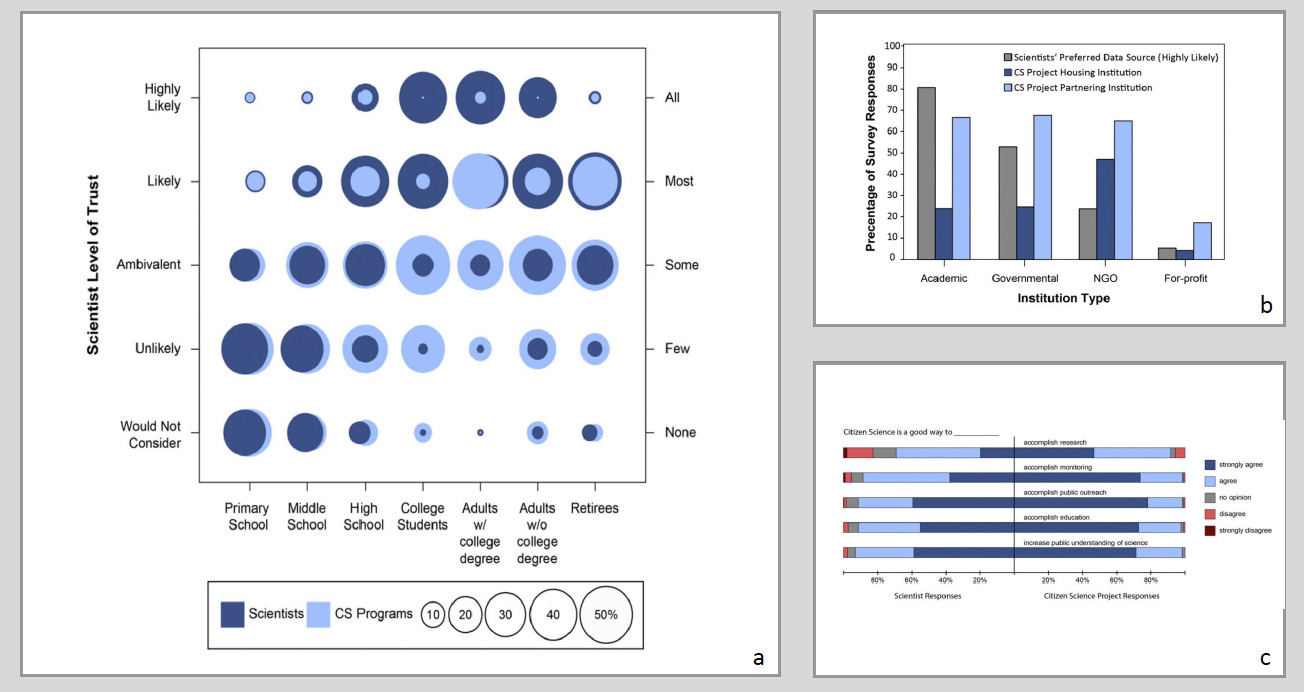 Scientist Level of Trust
Highly
Likely
Likely
Ambivalent
Unlikely
Would Not
Consider
All
Most
Some
Few
None
Primary
School
Middle
School
High
School
College
Students
Adults
w/
college
degree
Adults
w/o
college
degree
Retirees
Scientists
CS Programs
10
20
30
40
50%
a
Precentage of Survey Responses
100
90
80
70
60
50
40
30
20
10
0
Scientists' Preferred Data Source (Highly Likely)
CS Project Housing Institution
CS Project Partnering Institution
Academic
Governmental
NGO
For-profit
Institution Type
b
Citizen Science is a good way to ___________
accomplish research
accomplish monitoring
accomplish public outreach
accomplish education
increase public understanding of science
strongly agree
agree
no opinion
disagree
strongly disagree
80% 60% 40% 20% 20% 40% 60% 80%
Scientist Responses
Citizen Science Project Responses
c